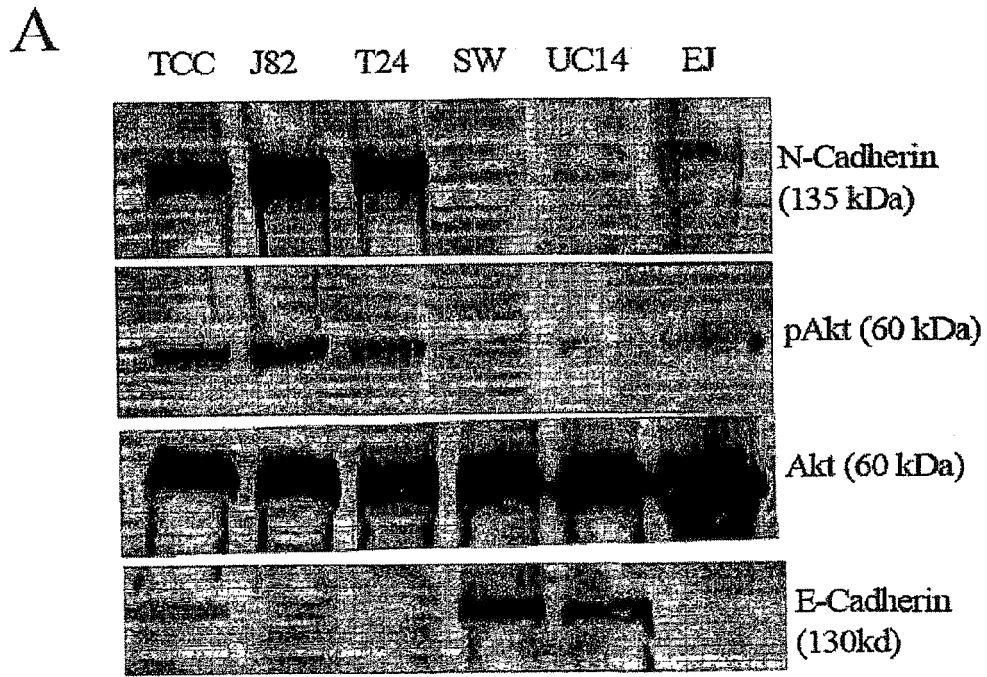 A
TCC J82 T24 SW UC14 EJ
N-Cadherin
(135 kDa)
pAkt (60 kDa)
Akt (60 kDa)
E-Cadherin
(130kd)